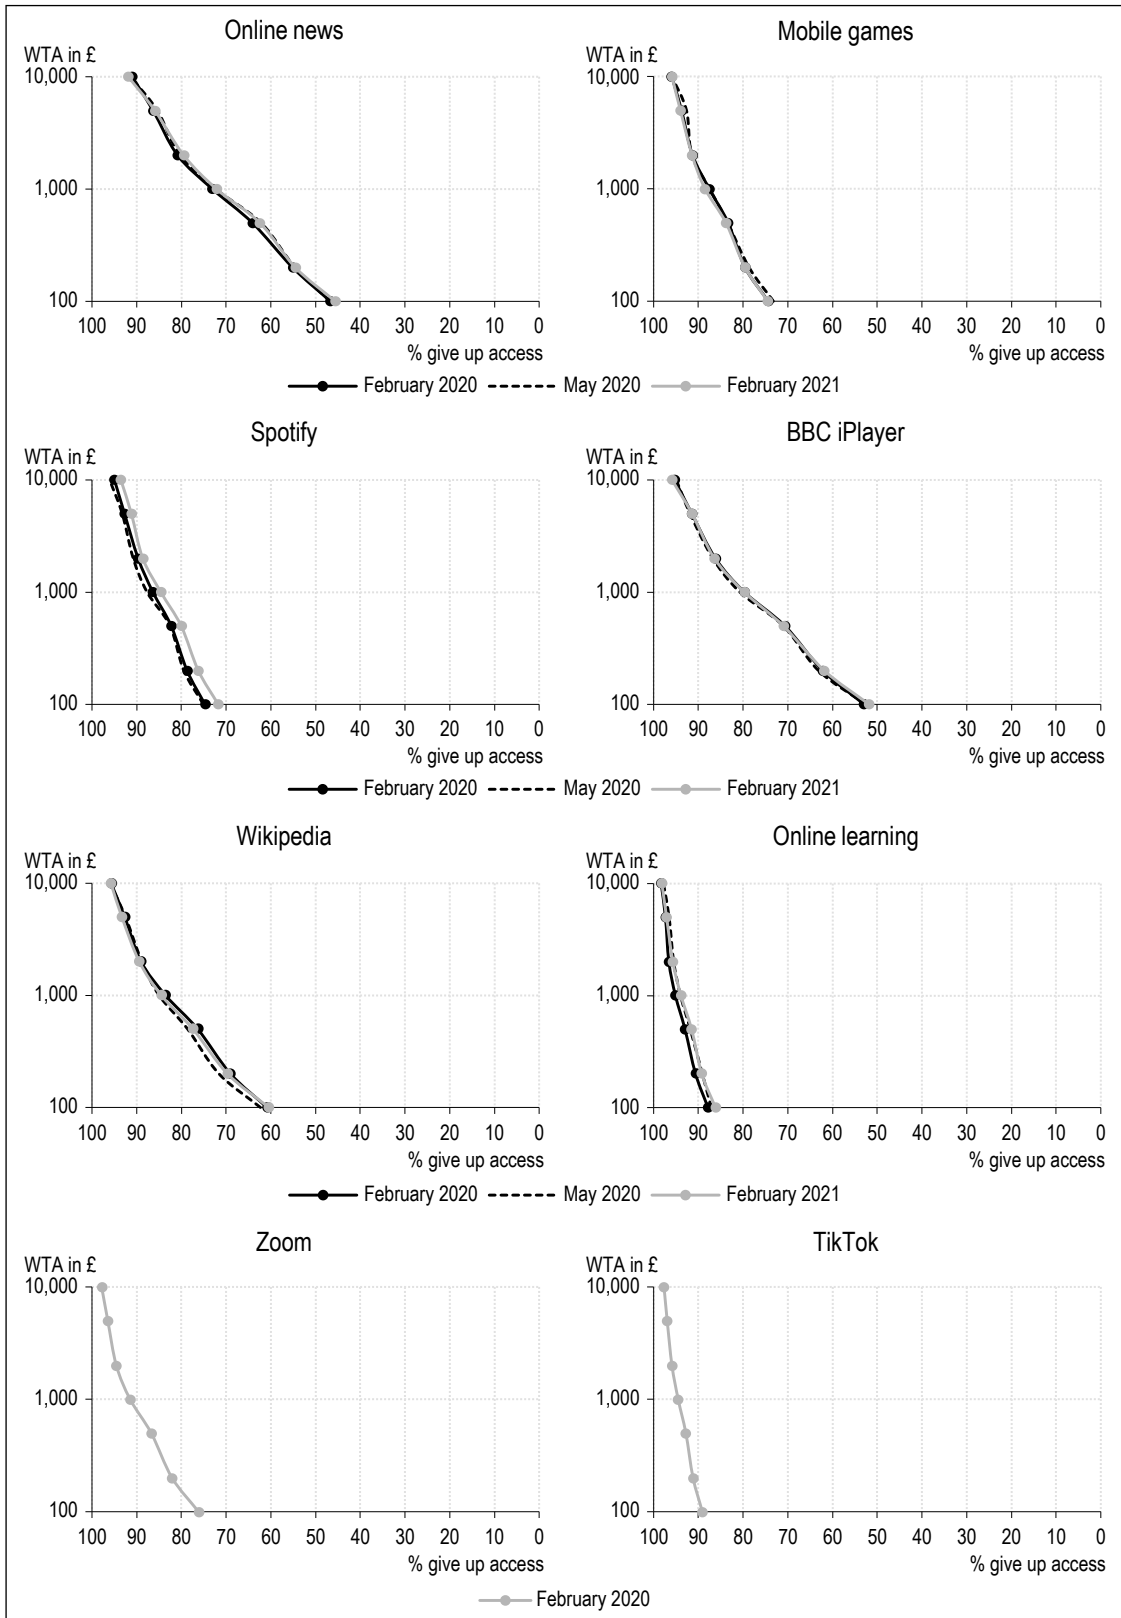 Online news
WTA in £
10,000
1,000
100
100 90 80 70 60 50 40 30 20 10 0
% give up access
Mobile games
WTA in £
10,000
1,000
100
100 90 80 70 60 50 40 30 20 10 0
% give up access
February 2020 May 2020 February 2021
Spotify
WTA in £
10,000
1,000
100
100 90 80 70 60 50 40 30 20 10 0
% give up access
BBC iPlayer
WTA in £
10,000
1,000
100
100 90 80 70 60 50 40 30 20 10 0
% give up access
February 2020 May 2020 February 2021
Wikipedia
WTA in £
10,000
1,000
100
100 90 80 70 60 50 40 30 20 10 0
% give up access
Online learning
WTA in £
10,000
1,000
100
100 90 80 70 60 50 40 30 20 10 0
% give up access
February 2020 May 2020 February 2021
Zoom
WTA in £
10,000
1,000
100
100 90 80 70 60 50 40 30 20 10 0
% give up access
TikTok
WTA in £
10,000
1,000
100
100 90 80 70 60 50 40 30 20 10 0
% give up access
February 2020